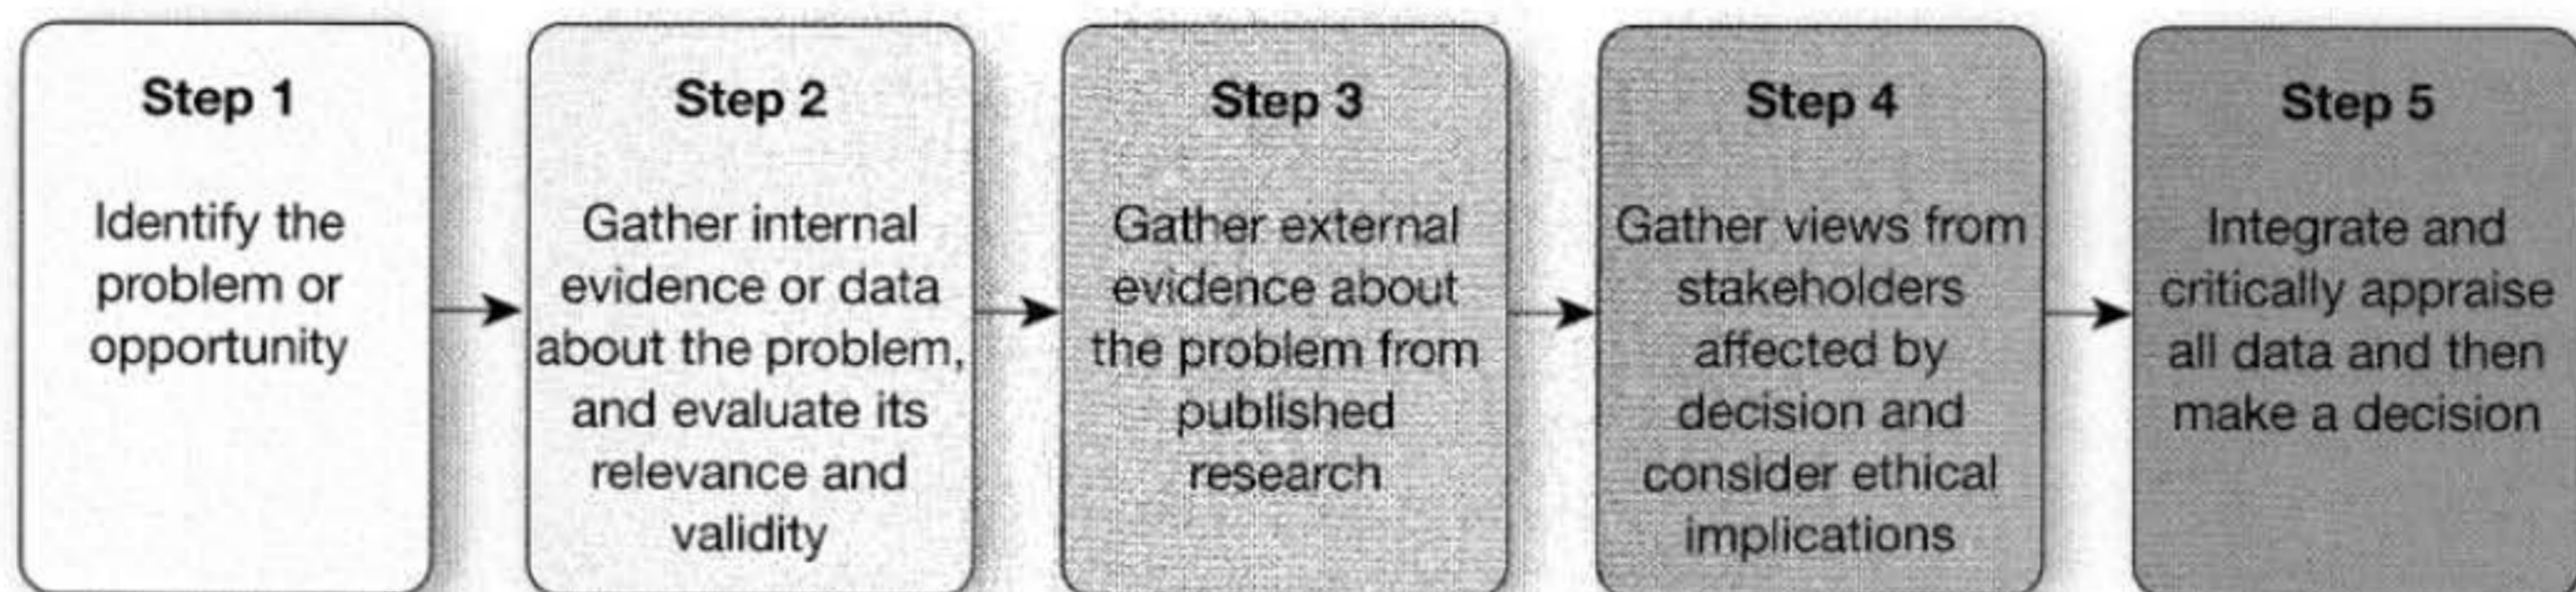 Step 1
Identify the
problem or
opportunity
Step 2
Gather internal
evidence or data
about the problem,
and evaluate its
relevance and
validity
Step 3
Gather external
evidence about
the problem from
published
research
Step 4
Gather views from
stakeholders
affected by
decision and
consider ethical
implications
Step 5
Integrate and
critically appraise
all data and then
make a decision